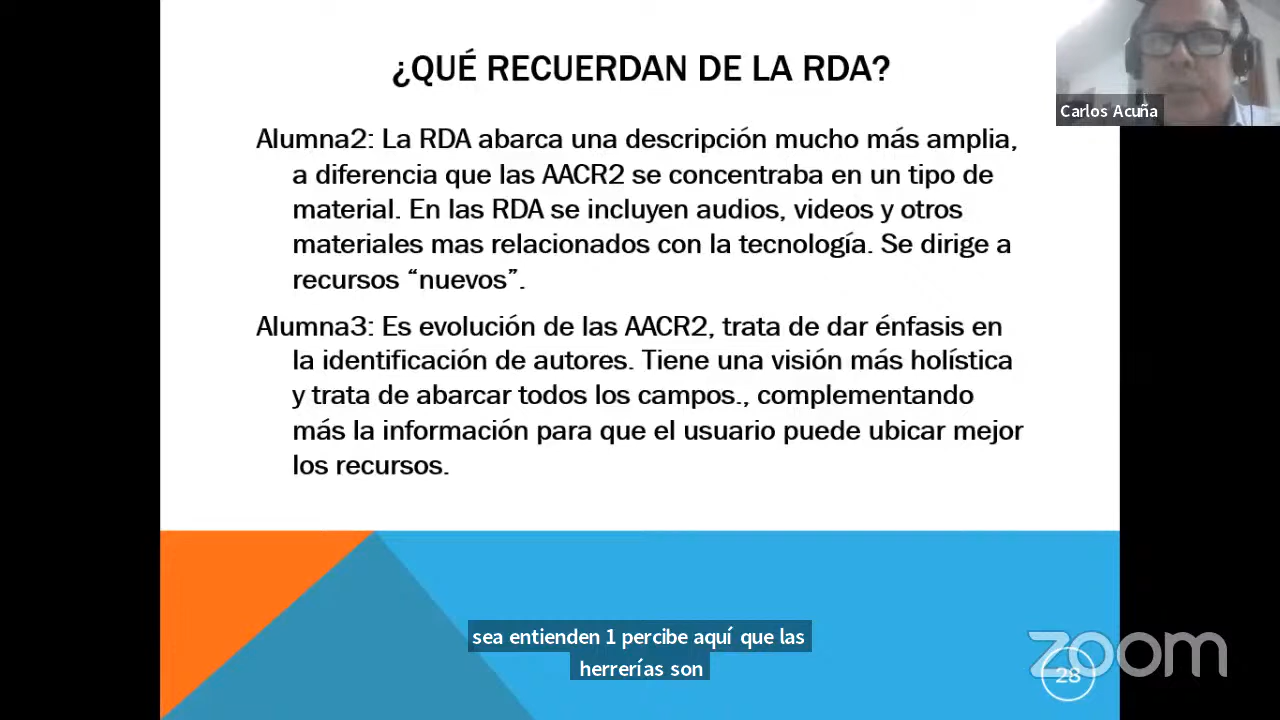 ¿QUÉ RECUERDAN DE LA RDA?
Carlos Acuña
Alumna2: La RDA abarca una descripción mucho más amplia,
a diferencia que las AACR2 se concentraba en un tipo de
material. En las RDA se incluyen audios, videos y otros
materiales mas relacionados con la tecnología. Se dirige a
recursos “nuevos”.
Alumna3: Es evolución de las AACR2, trata de dar énfasis en
la identificación de autores. Tiene una visión más holística
y trata de abarcar todos los campos., complementando
más la información para que el usuario puede ubicar mejor
los recursos.
sea entienden 1 percibe aquí que las
herrerías son
zoom
28